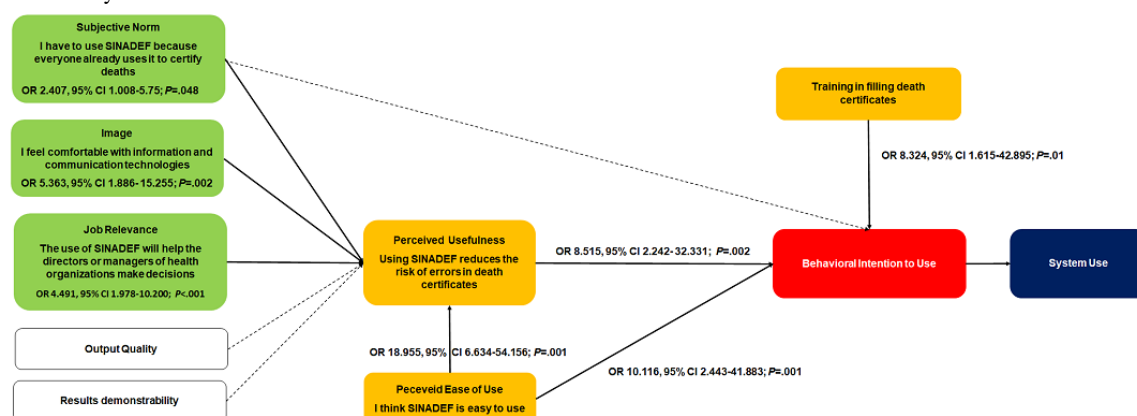 Subjective Norm
I have to use SINADEF because
everyone already uses it to certify
deaths
OR 2.407, 95% CI 1.008-5.75; P=.048
Image
I feel comfortable with information and
communication technologies
OR 5.363, 95% CI 1.886- 15.255; P=.002
Job Relevance
The use of SINADEF will help the
directors or managers of health
organizations make decisions
OR 4.491, 95% CI 1.978-10.200; P<.001
Output Quality
Results demonstrability
Perceived Usefulness
Using SINADEF reduces the
risk of errors in death
certificates
OR 18.955, 95% CI 6.634-54.156; P=.001
Peceveid Ease of Use
I think SINADEF is easy to use
OR 8.515, 95% CI 2.242- 32.331; P=.002
OR 10.116, 95% CI 2.443-41.883; P=.001
Training in filling death
certificates
OR 8.324, 95% CI 1.615-42.895; P=.01
Behavioral Intention to Use
System Use